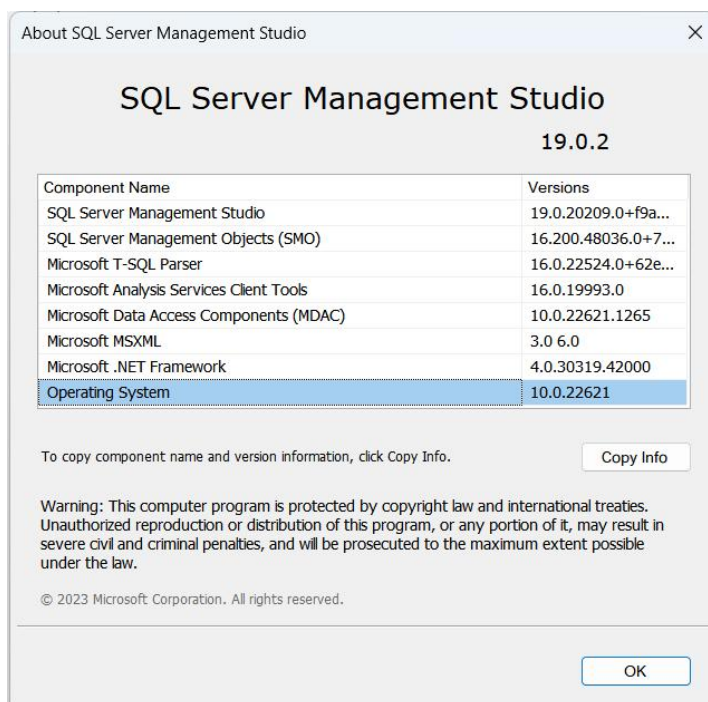 About SQL Server Management Studio
SQL Server Management Studio
19.0.2
Component Name Versions
SQL Server Management Studio 19.0.20209.0+f9a...
SQL Server Management Objects (SMO) 16.200.48036.0+7...
Microsoft T-SQL Parser 16.0.22524.0+62e...
Microsoft Analysis Services Client Tools 16.0.19993.0
Microsoft Data Access Components (MDAC) 10.0.22621.1265
Microsoft MSXML 3.0 6.0
Microsoft .NET Framework 4.0.30319.42000
Operating System 10.0.22621
To copy component name and version information, click Copy Info. Copy Info
Warning: This computer program is protected by copyright law and international treaties.
Unauthorized reproduction or distribution of this program, or any portion of it, may result in
severe civil and criminal penalties, and will be prosecuted to the maximum extent possible
under the law.
© 2023 Microsoft Corporation. All rights reserved.
OK